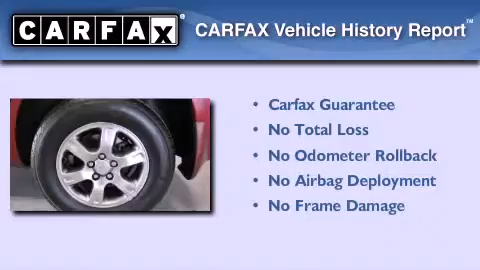 CARFAX® CARFAX Vehicle History Report™
• Carfax Guarantee
• No Total Loss
• No Odometer Rollback
• No Airbag Deployment
• No Frame Damage